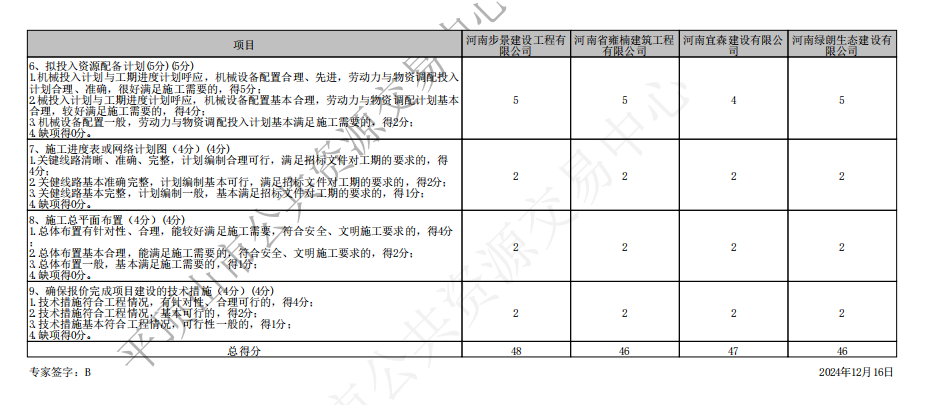 项目 河南步景建设工程有限公司 河南省雍楠建筑工程有限公司 河南宜森建设有限公司 河南绿朗生态建设有限公司
6、拟投入资源配备计划(5分)(5分)
1.机械投入计划与工期进度计划呼应，机械设备配置合理、先进，劳动力与物资调配投入
计划合理、准确，很好满足施工需要的，得5分；
2.械投入计划与工期进度计划呼应，机械设备配置基本合理，劳动力与物资调配计划基本
合理，较好满足施工需要的，得4分；
3.机械设备配置一般，劳动力与物资调配投入计划基本满足施工需要的，得2分；
4.缺项得0分。
5 5 4 5
7、施工进度表或网络计划图（4分）(4分)
1.关键线路清晰、准确、完整，计划编制合理可行，满足招标文件对工期的要求的，得
4分；
2.关健线路基本准确完整，计划编制基本可行，满足招标文件对工期的要求的，得2分；
3.关健线路基本完整，计划编制一般，基本满足招标文件对工期的要求的，得1分；
4.缺项得0分。
2 2 2 2
8、施工总平面布置（4分）(4分)
1.总体布置有针对性、合理，能较好满足施工需要，符合安全、文明施工要求的，得4分
；
2.总体布置基本合理，能满足施工需要的，符合安全、文明施工要求的，得2分；
3.总体布置一般，基本满足施工需要的，得1分；
4.缺项得0分。
2 2 2 2
9、确保报价完成项目建设的技术措施（4分）(4分)
1.技术措施符合工程情况，有针对性、合理可行的，得4分；
2.技术措施符合工程情况，基本可行的，得2分；
3.技术措施基本符合工程情况，可行性一般的，得1分；
4.缺项得0分。
2 2 2 2
总得分 48 46 47 46
专家签字：B 2024年12月16日
平顶山市公共资源交易中心
市公共资源交易中心